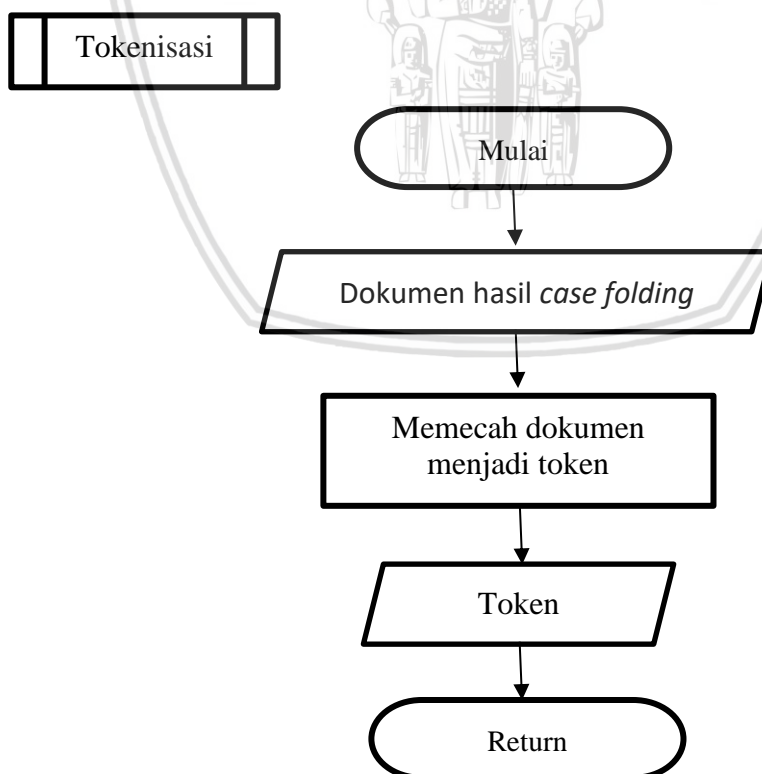 Tokenisasi
Mulai
Dokumen hasil case folding
Memecah dokumen
menjadi token
Token
Return